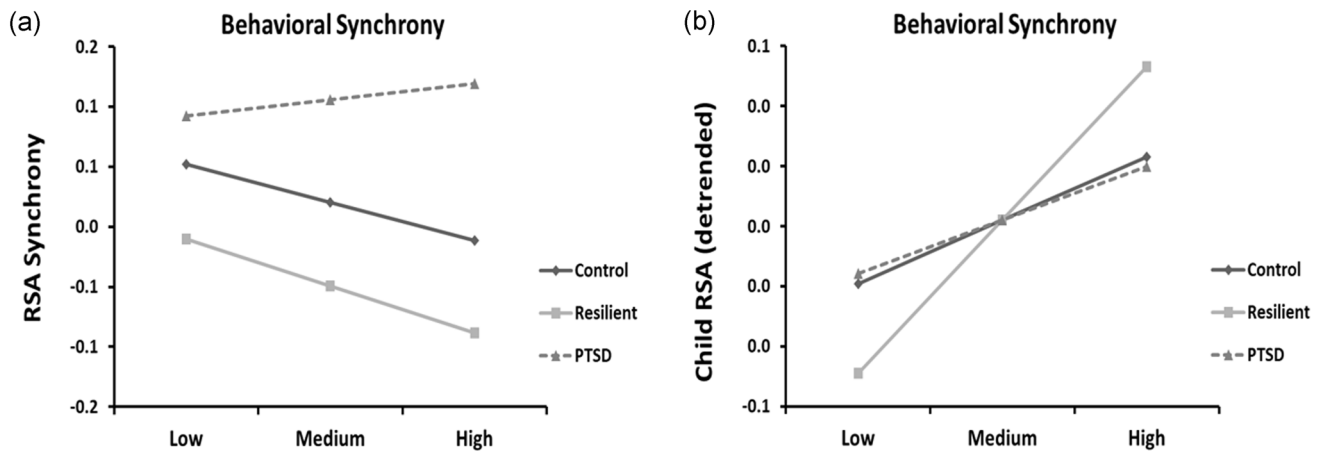 (a)
Behavioral Synchrony
RSA Synchrony
0.2
0.1
0.1
0.0
-0.1
-0.1
-0.2
Low Medium High
Control
Resilient
PTSD
(b)
Behavioral Synchrony
Child RSA (detrended)
0.1
0.0
0.0
0.0
0.0
0.0
-0.1
Low Medium High
Control
Resilient
PTSD